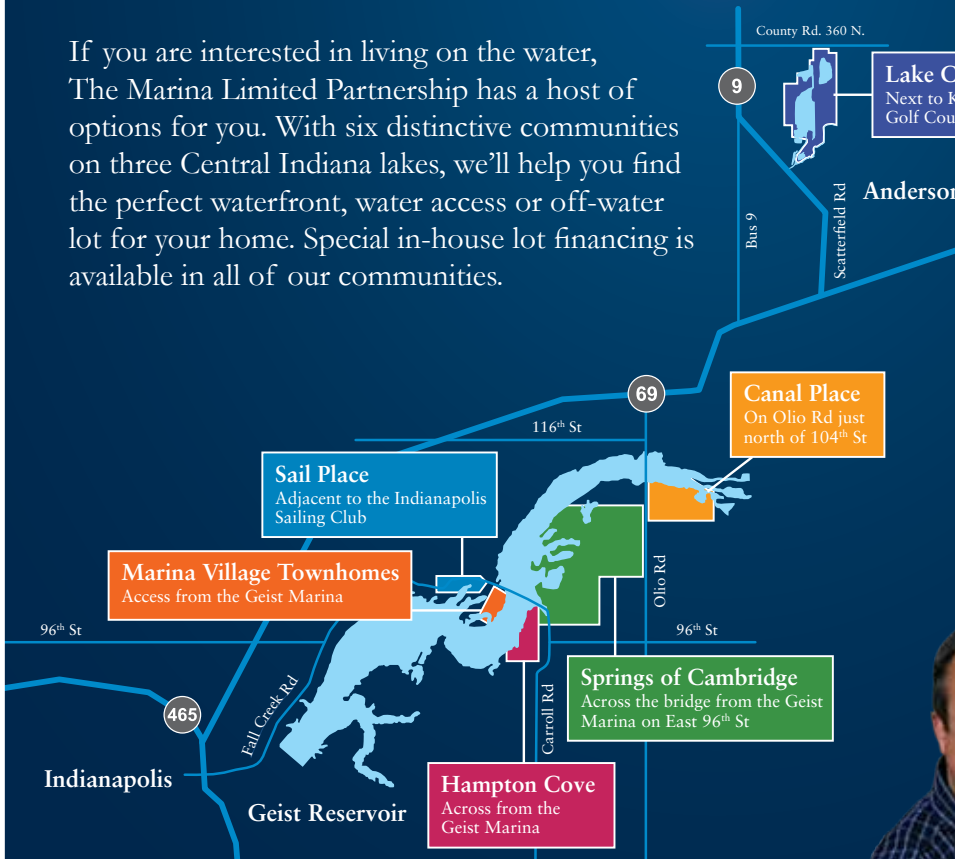 If you are interested in living on the water,
The Marina Limited Partnership has a host of
options for you. With six distinctive communities
on three Central Indiana lakes, we'll help you find
the perfect waterfront, water access or off-water
lot for your home. Special in-house lot financing is
available in all of our communities.
County Rd. 360 N.
9
Lake
Next to
Golf
Anderson
Bus 9
Scatterfield Rd
69
116th St
Canal Place
On Olio Rd just
north of 104th St
Sail Place
Adjacent to the Indianapolis
Sailing Club
Marina Village Townhomes
Access from the Geist Marina
Olio Rd
96th St
96th St
Springs of Cambridge
Across the bridge from the Geist
Marina on East 96th St
465
Fall Creek Rd
Carroll Rd
Indianapolis
Geist Reservoir
Hampton Cove
Across from the
Geist Marina